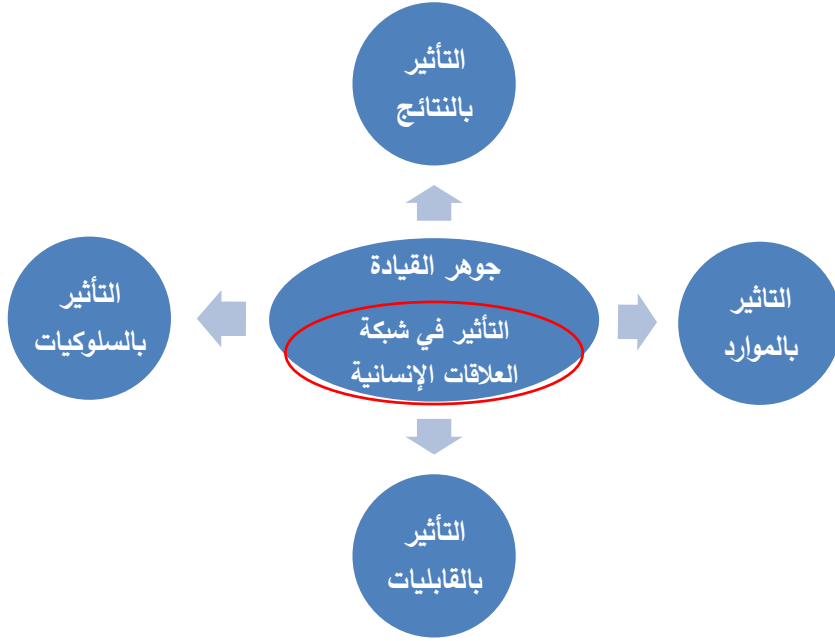 التأثير
بالنتائج
جوهر القيادة
التأثير في شبكة
العلاقات الإنسانية
التاثير
بالموارد
التأثير
بالسلوكيات
التأثير
بالقابليات